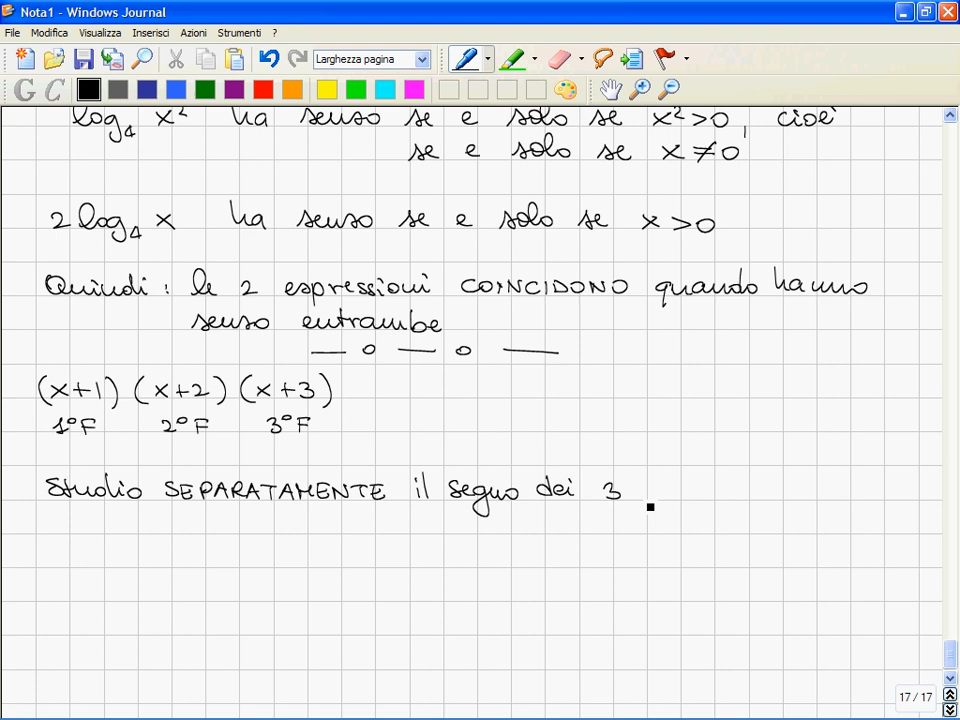 Nota1 - Windows Journal
File Modifica Visualizza Inserisci Azioni Strumenti ?
Larghezza pagina
log₄ x² ha senso se e solo se x²>0, cioè
se e solo se x≠0
2 log₄ x ha senso se e solo se x>0
Quindi: le 2 espressioni COINCIDONO quando hanno
senso entrambe
(x+1) (x+2) (x+3)
1°F 2°F 3°F
Studio SEPARATAMENTE il segno dei 3
17 / 17